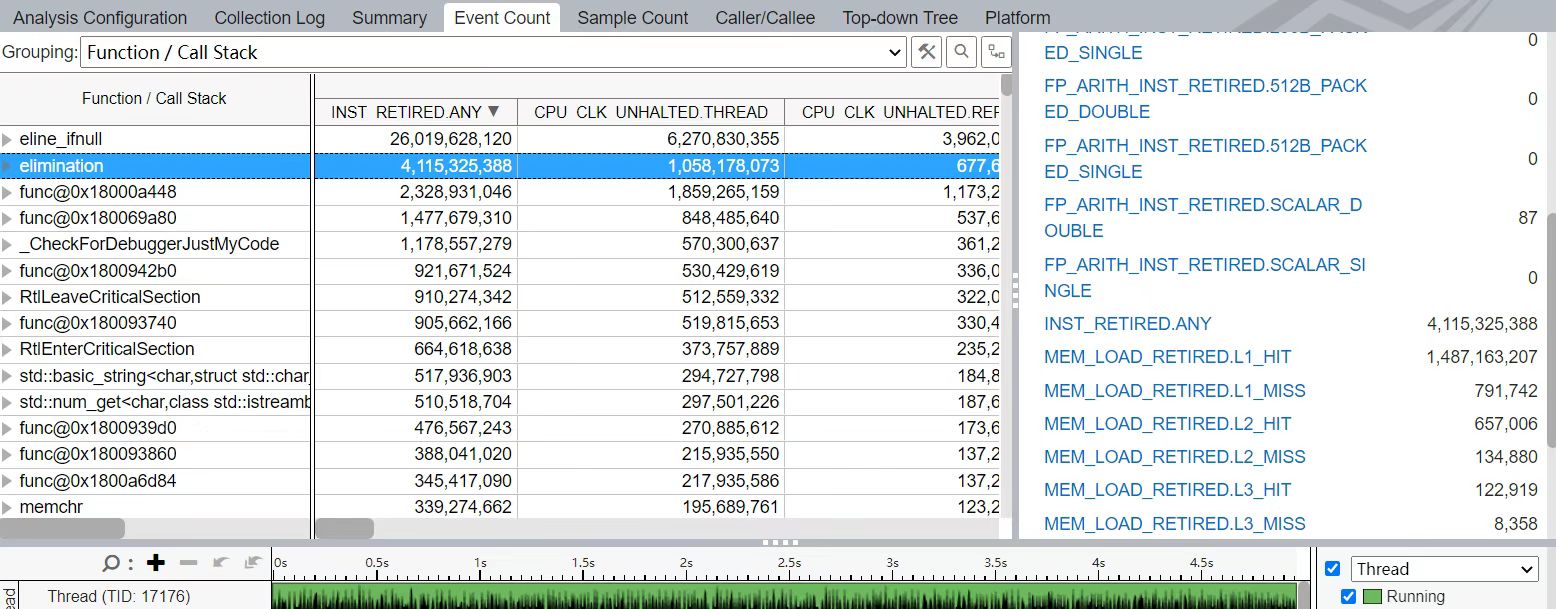 Analysis Configuration Collection Log Summary Event Count Sample Count Caller/Callee Top-down Tree Platform
Grouping: Function / Call Stack
Function / Call Stack INST_RETIRED.ANY ▼ CPU_CLK_UNHALTED.THREAD CPU_CLK_UNHALTED.REF
eline_ifnull 26,019,628,120 6,270,830,355 3,962,0
elimination 4,115,325,388 1,058,178,073 677,6
func@0x18000a448 2,328,931,046 1,859,265,159 1,173,2
func@0x180069a80 1,477,679,310 848,485,640 537,6
_CheckForDebuggerJustMyCode 1,178,557,279 570,300,637 361,2
func@0x1800942b0 921,671,524 530,429,619 336,0
RtlLeaveCriticalSection 910,274,342 512,559,332 322,0
func@0x180093740 905,662,166 519,815,653 330,4
RtlEnterCriticalSection 664,618,638 373,757,889 235,2
std::basic_string<char,struct std::char_ 517,936,903 294,727,798 184,8
std::num_get<char,class std::istreamb 510,518,704 297,501,226 187,6
func@0x1800939d0 476,567,243 270,885,612 173,6
func@0x180093860 388,041,020 215,935,550 137,2
func@0x1800a6d84 345,417,090 217,935,586 137,2
memchr 339,274,662 195,689,761 123,2
ED_SINGLE 0
FP_ARITH_INST_RETIRED.512B_PACK
ED_DOUBLE 0
FP_ARITH_INST_RETIRED.512B_PACK
ED_SINGLE 0
FP_ARITH_INST_RETIRED.SCALAR_D
OUBLE 87
FP_ARITH_INST_RETIRED.SCALAR_SI
NGLE 0
INST_RETIRED.ANY 4,115,325,388
MEM_LOAD_RETIRED.L1_HIT 1,487,163,207
MEM_LOAD_RETIRED.L1_MISS 791,742
MEM_LOAD_RETIRED.L2_HIT 657,006
MEM_LOAD_RETIRED.L2_MISS 134,880
MEM_LOAD_RETIRED.L3_HIT 122,919
MEM_LOAD_RETIRED.L3_MISS 8,358
0s 0.5s 1s 1.5s 2s 2.5s 3s 3.5s 4s 4.5s
Thread
Thread (TID: 17176)
Running